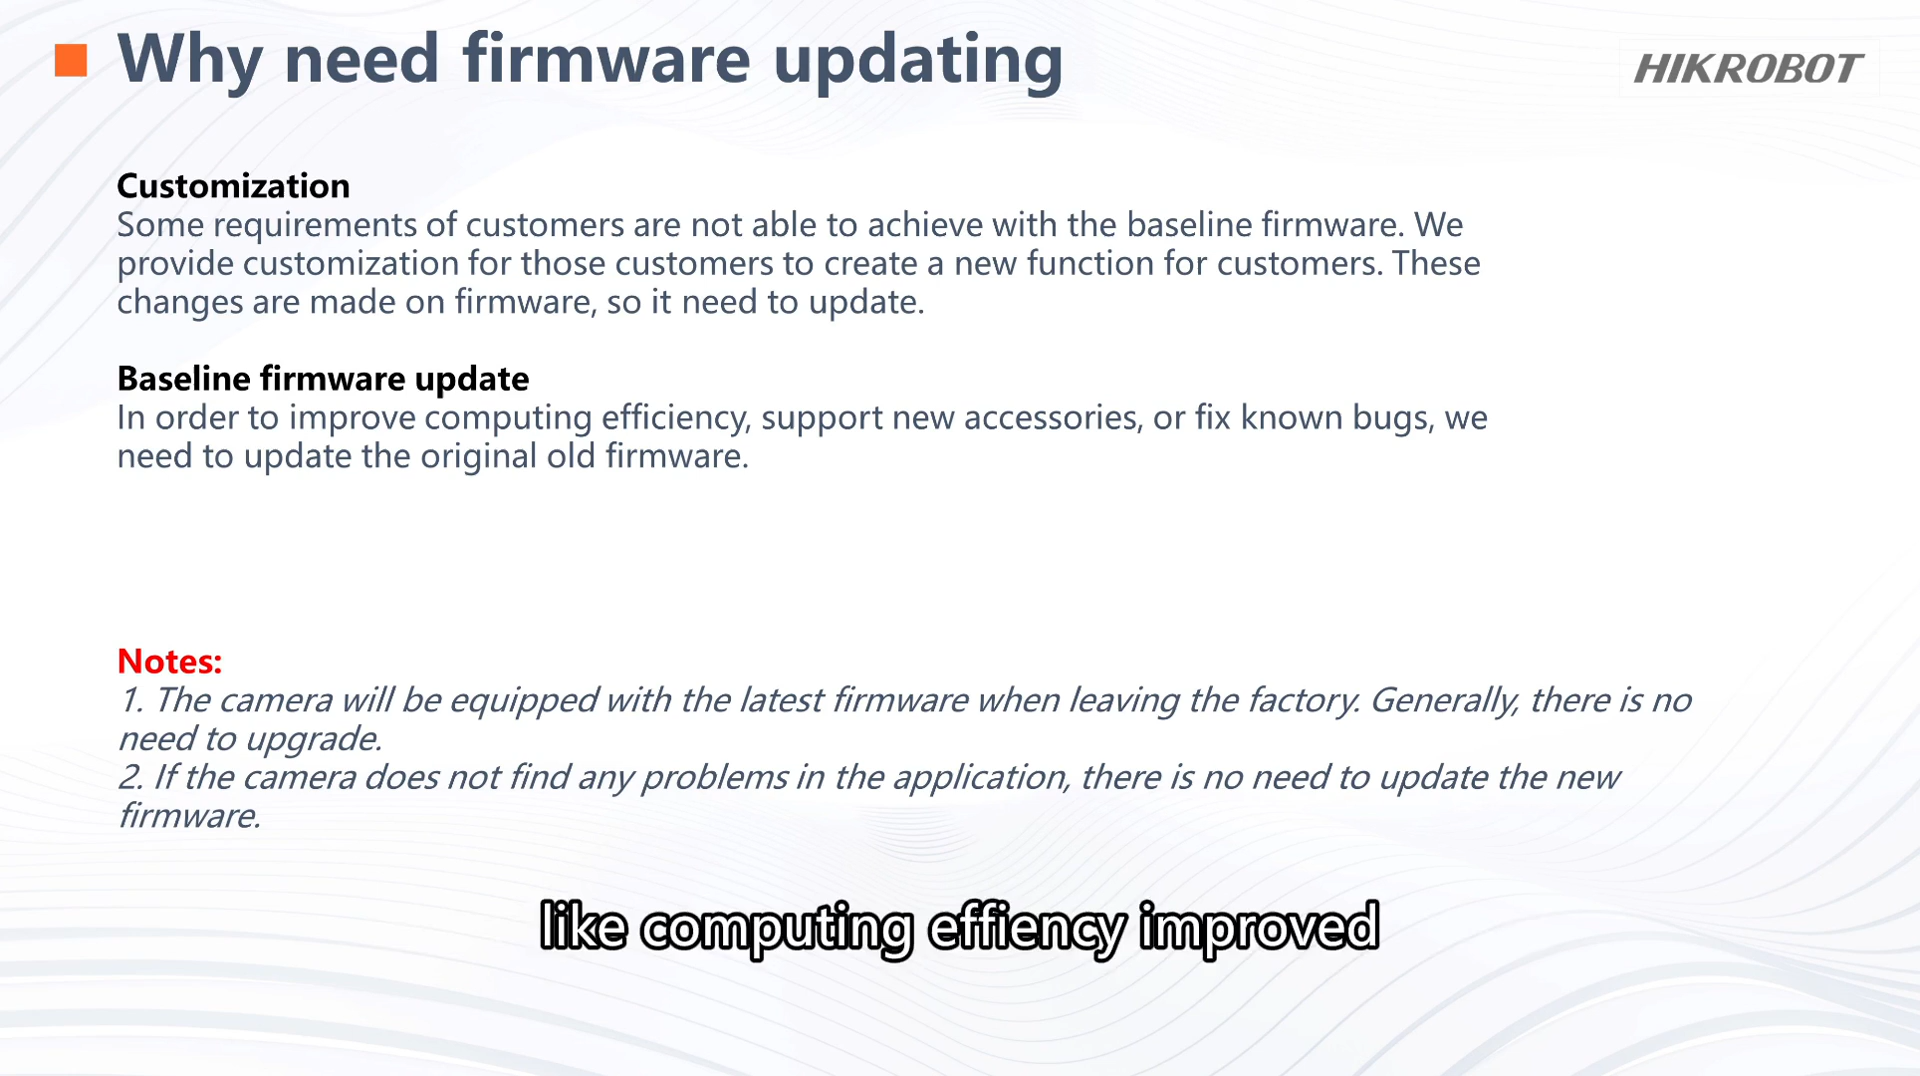 Why need firmware updating
HIKROBOT
Customization
Some requirements of customers are not able to achieve with the baseline firmware. We
provide customization for those customers to create a new function for customers. These
changes are made on firmware, so it need to update.
Baseline firmware update
In order to improve computing efficiency, support new accessories, or fix known bugs, we
need to update the original old firmware.
Notes:
1. The camera will be equipped with the latest firmware when leaving the factory. Generally, there is no
need to upgrade.
2. If the camera does not find any problems in the application, there is no need to update the new
firmware.
like computing effiency improved